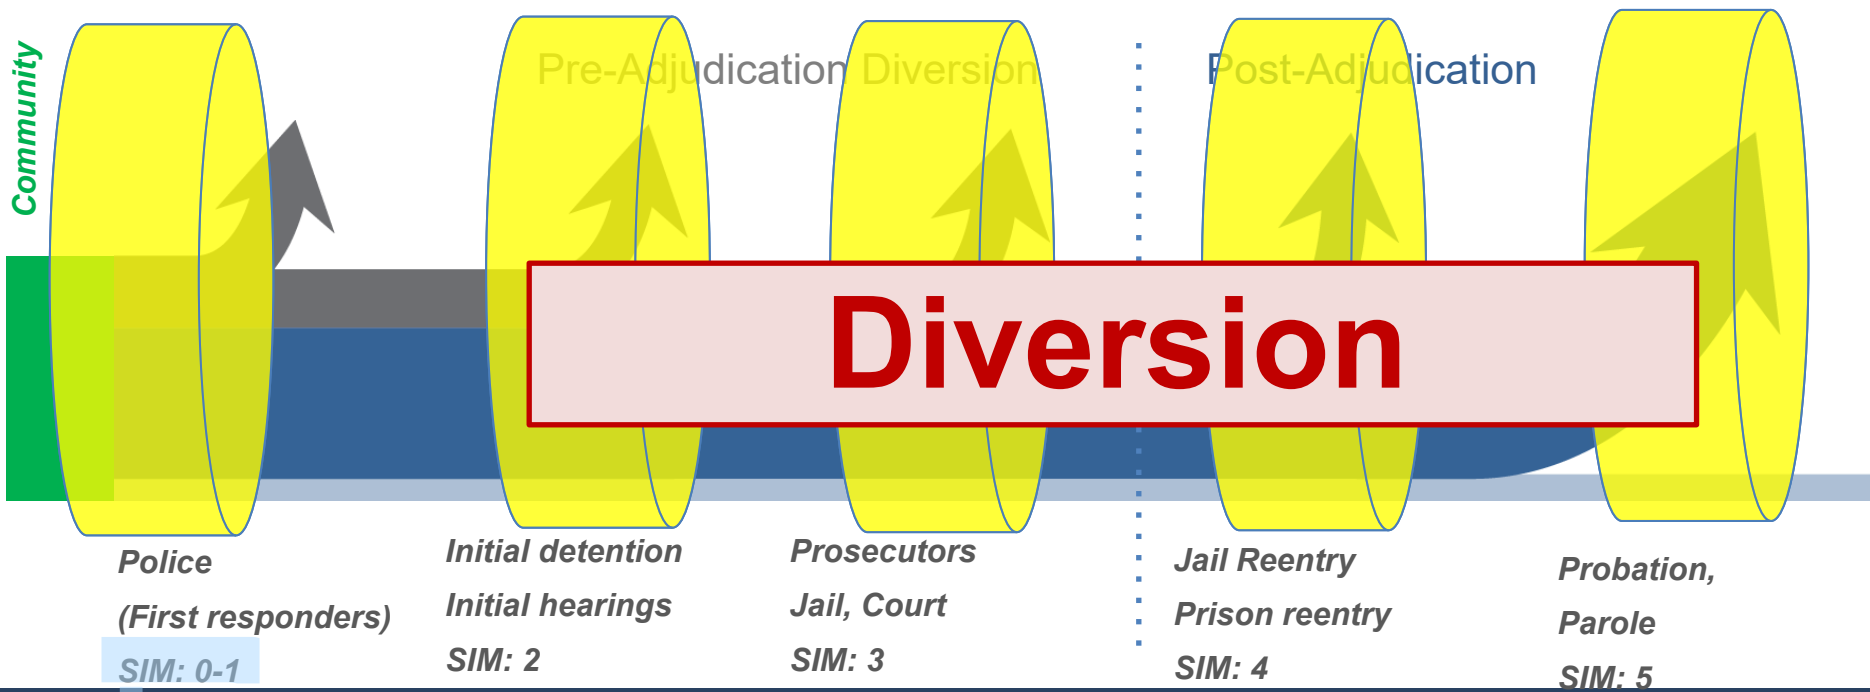 Community
Pre-Adjudication Diversion
Post-Adjudication
Diversion
Police
(First responders)
SIM: 0-1
Initial detention
Initial hearings
SIM: 2
Prosecutors
Jail, Court
SIM: 3
Jail Reentry
Prison reentry
SIM: 4
Probation,
Parole
SIM: 5